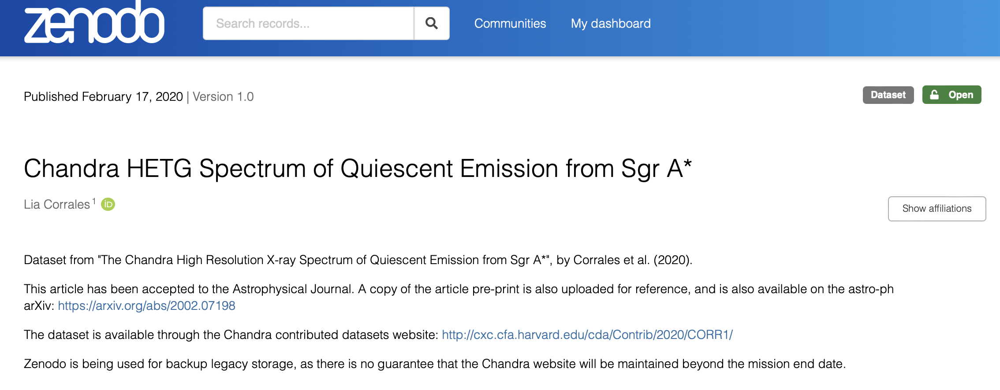 zenodo
Search records...
Communities
My dashboard
Published February 17, 2020 | Version 1.0
Dataset
Open
Chandra HETG Spectrum of Quiescent Emission from Sgr A*
Lia Corrales 1 iD
Show affiliations
Dataset from "The Chandra High Resolution X-ray Spectrum of Quiescent Emission from Sgr A*", by Corrales et al. (2020).
This article has been accepted to the Astrophysical Journal. A copy of the article pre-print is also uploaded for reference, and is also available on the astro-ph
arXiv: https://arxiv.org/abs/2002.07198
The dataset is available through the Chandra contributed datasets website: http://cxc.cfa.harvard.edu/cda/Contrib/2020/CORR1/
Zenodo is being used for backup legacy storage, as there is no guarantee that the Chandra website will be maintained beyond the mission end date.